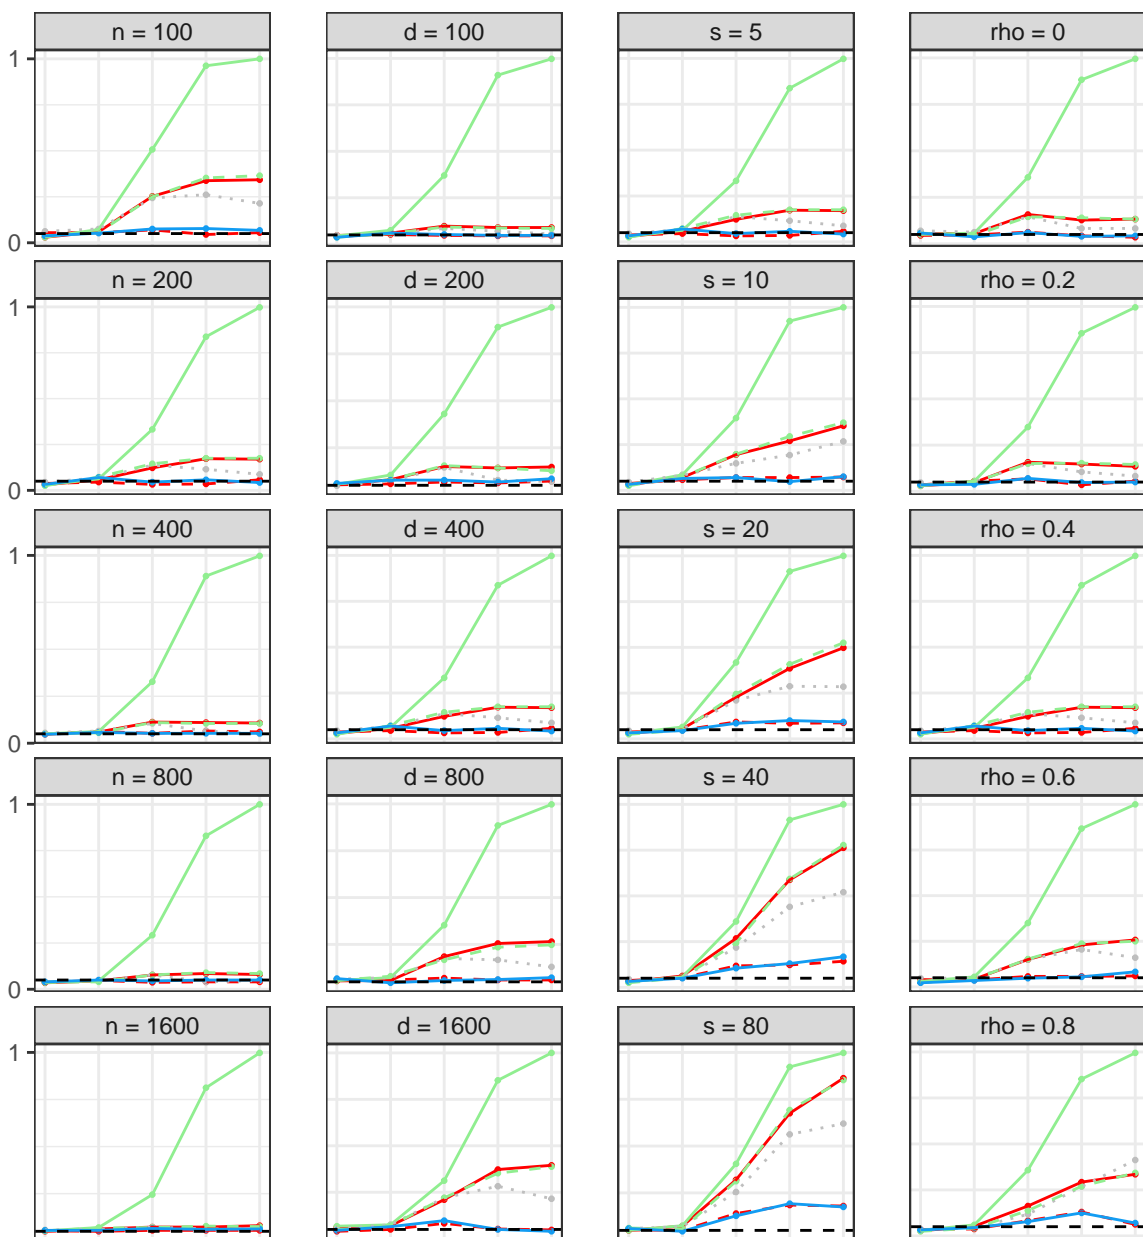 n = 100 d = 100 s = 5 rho = 0
1
0
n = 200 d = 200 s = 10 rho = 0.2
1
0
n = 400 d = 400 s = 20 rho = 0.4
1
0
n = 800 d = 800 s = 40 rho = 0.6
1
0
n = 1600 d = 1600 s = 80 rho = 0.8
1